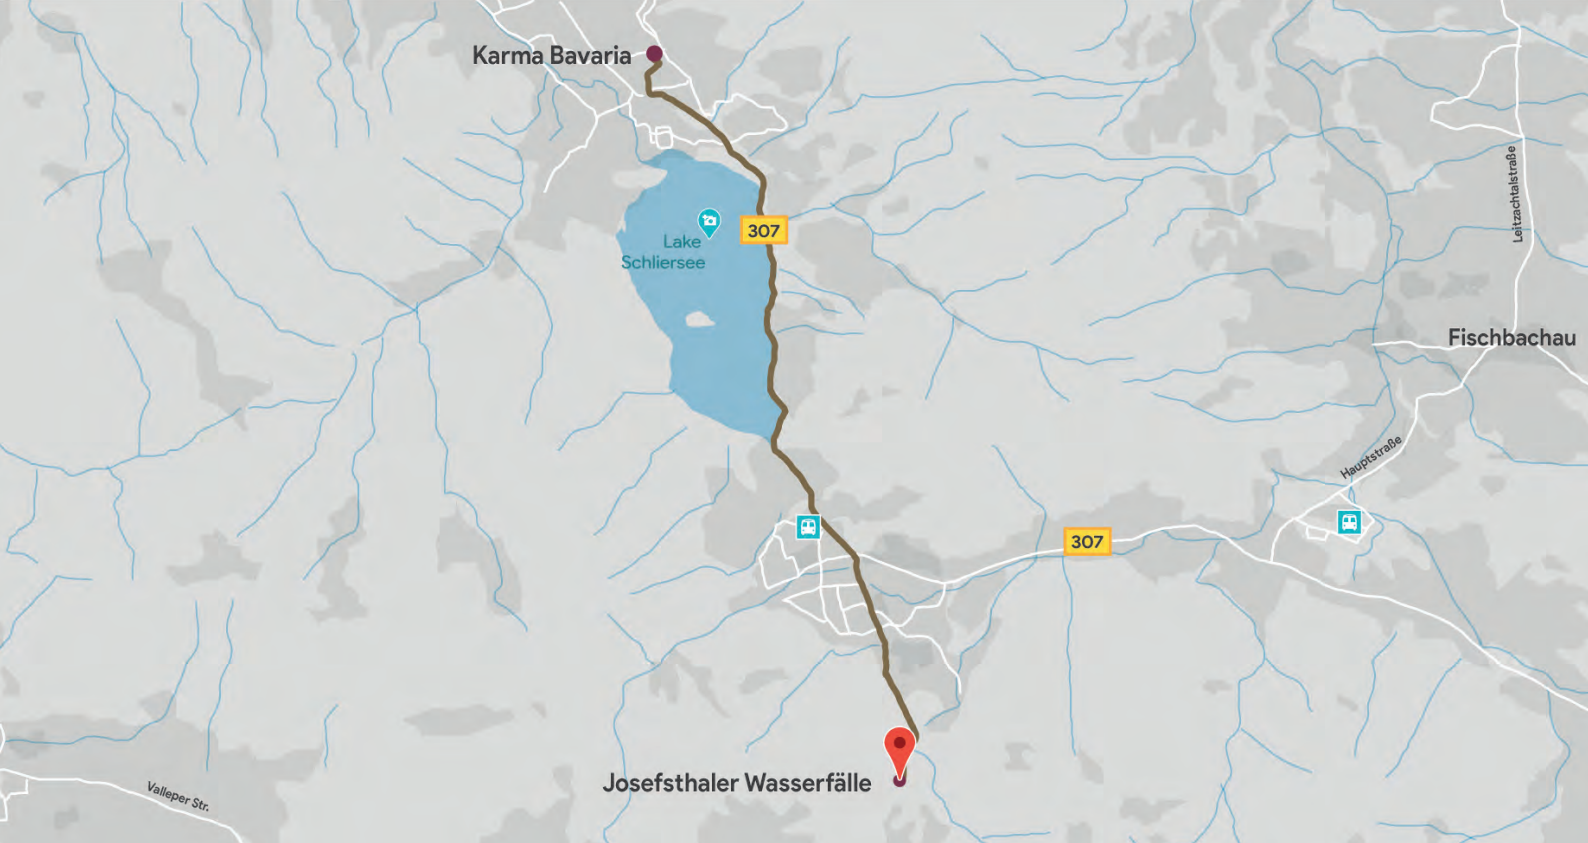 Karma Bavaria
Leitzachtalstraße
307
Lake
Schliersee
Fischbachau
Hauptstraße
307
Josefsthaler Wasserfälle
Valleper Str.